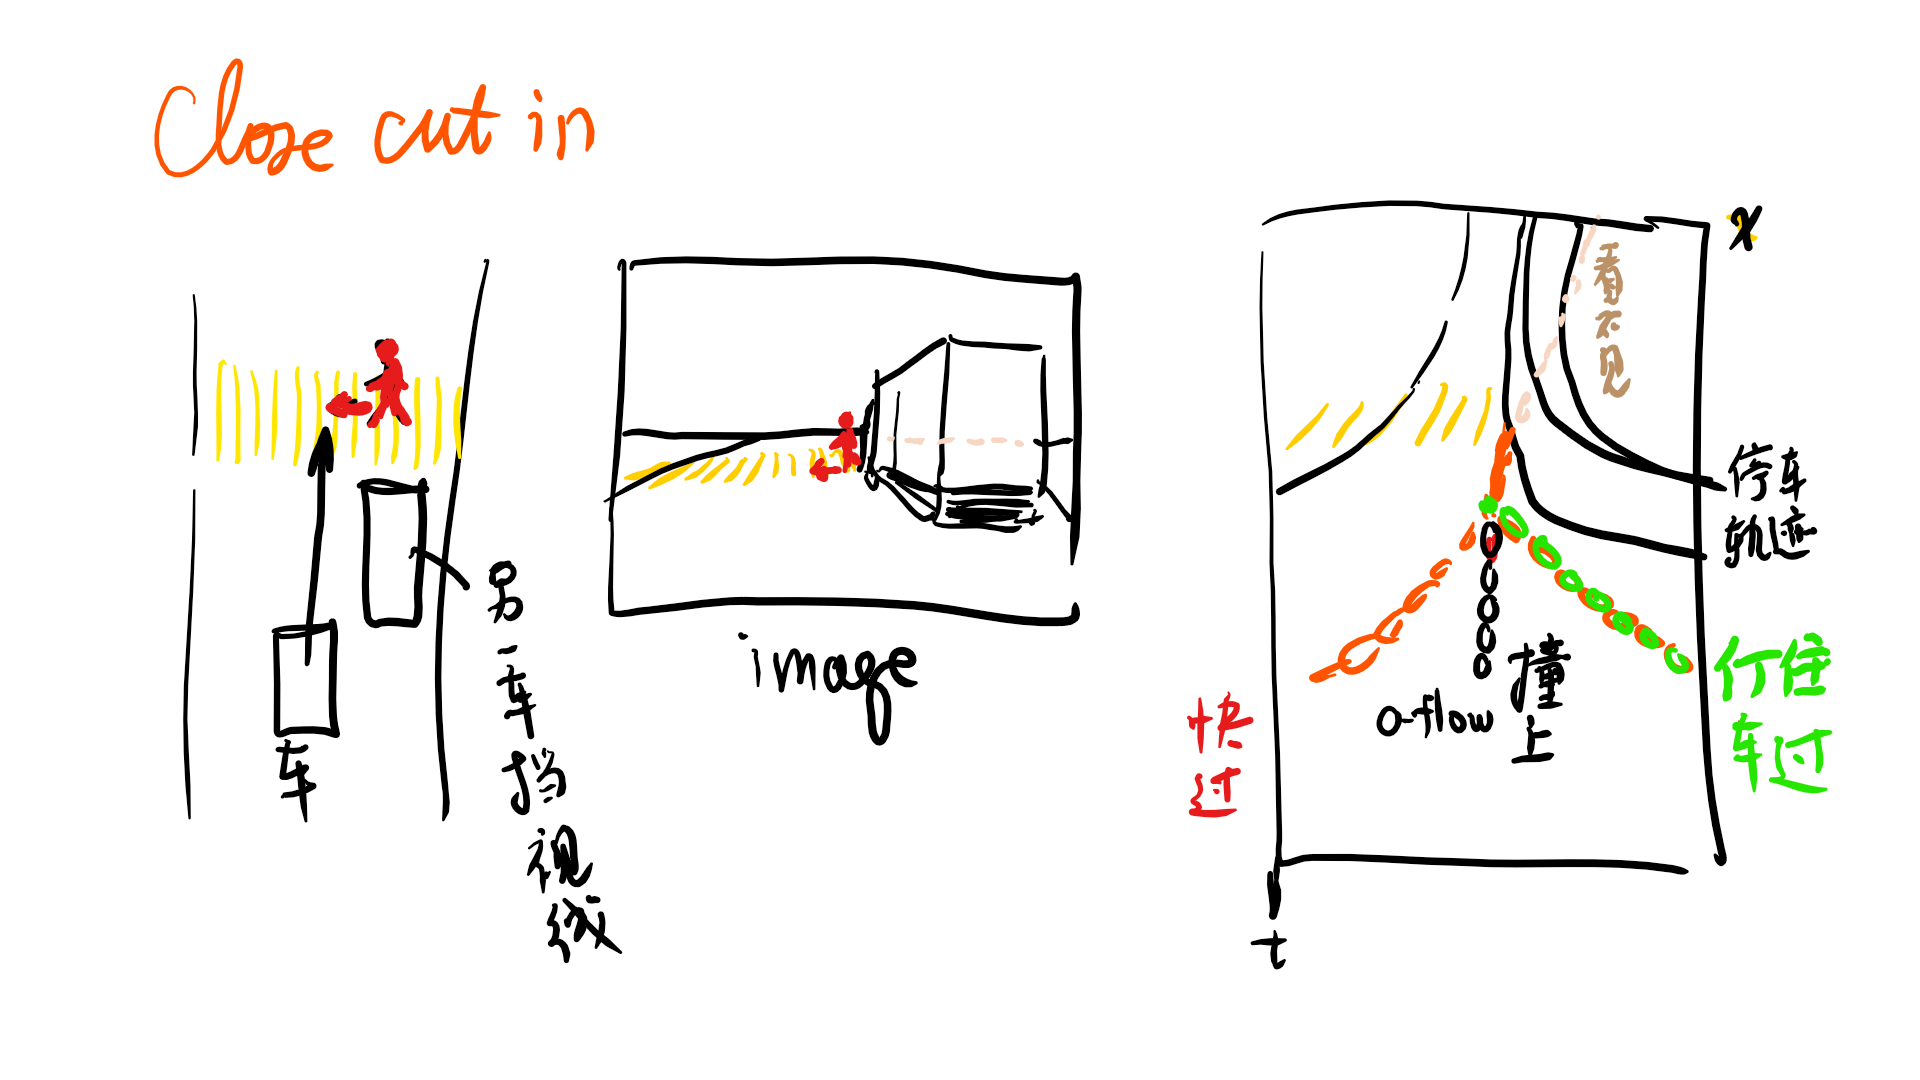 Close cut in
车
另一车挡视线
image
x
看不见
停车
轨迹
0-flow
撞上
快过
停住
车过
t